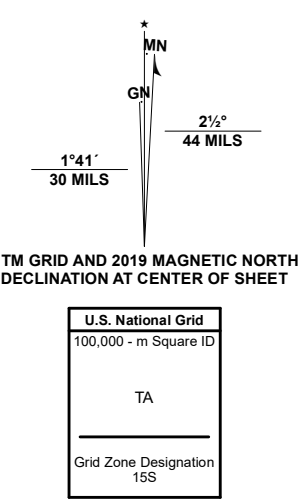 ★
MN
GN
2½°
44 MILS
1°41´
30 MILS
TM GRID AND 2019 MAGNETIC NORTH
DECLINATION AT CENTER OF SHEET
U.S. National Grid
100,000 - m Square ID
TA
Grid Zone Designation
15S